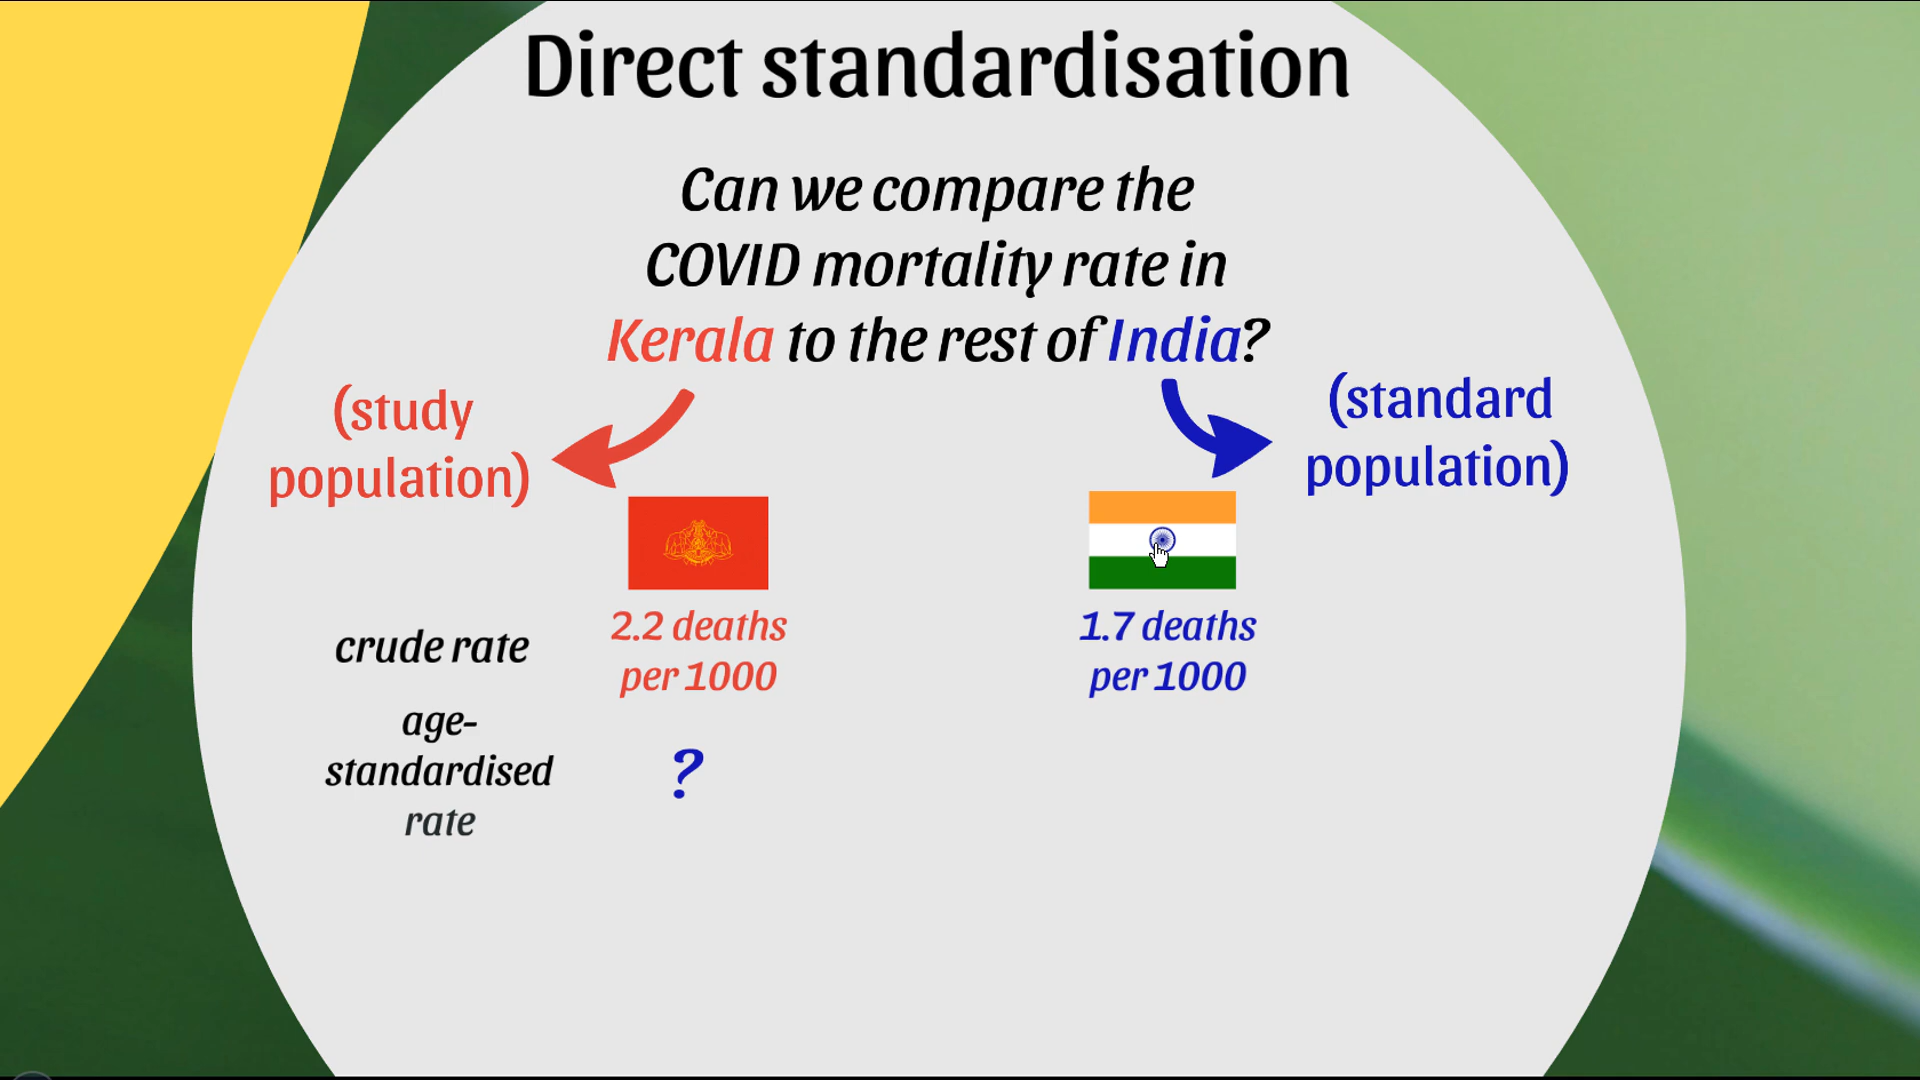 Direct standardisation
Can we compare the
COVID mortality rate in
Kerala to the rest of India?
(study
population)
(standard
population)
crude rate
2.2 deaths
per 1000
1.7 deaths
per 1000
age-
standardised
rate
?